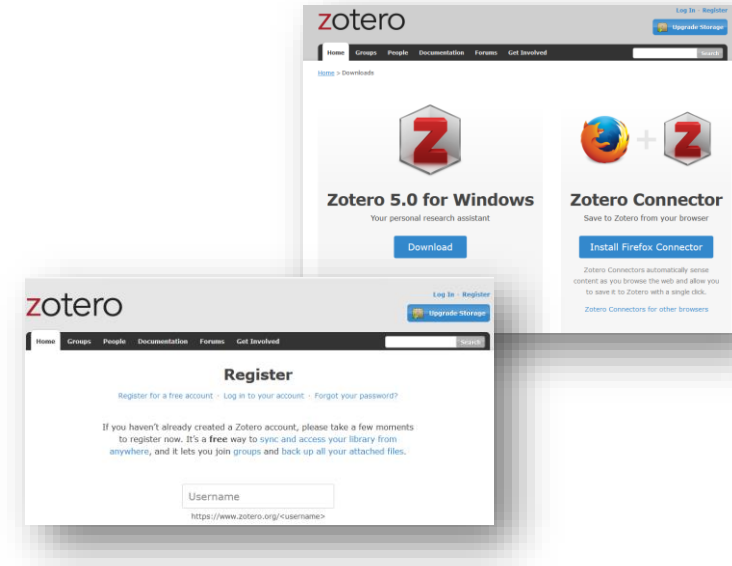 zotero
Log In · Register
Upgrade Storage
Home Groups People Documentation Forums Get Involved
Search
Home > Downloads
Zotero 5.0 for Windows
Your personal research assistant
Download
+
Zotero Connector
Save to Zotero from your browser
Install Firefox Connector
Zotero Connectors automatically sense
content as you browse the web and allow you
to save it to Zotero with a single click.
Zotero Connectors for other browsers
zotero
Log In · Register
Upgrade Storage
Home Groups People Documentation Forums Get Involved
Search
Register
Register for a free account · Log in to your account · Forgot your password?
If you haven't already created a Zotero account, please take a few moments
to register now. It's a free way to sync and access your library from
anywhere, and it lets you join groups and back up all your attached files.
Username
https://www.zotero.org/<username>